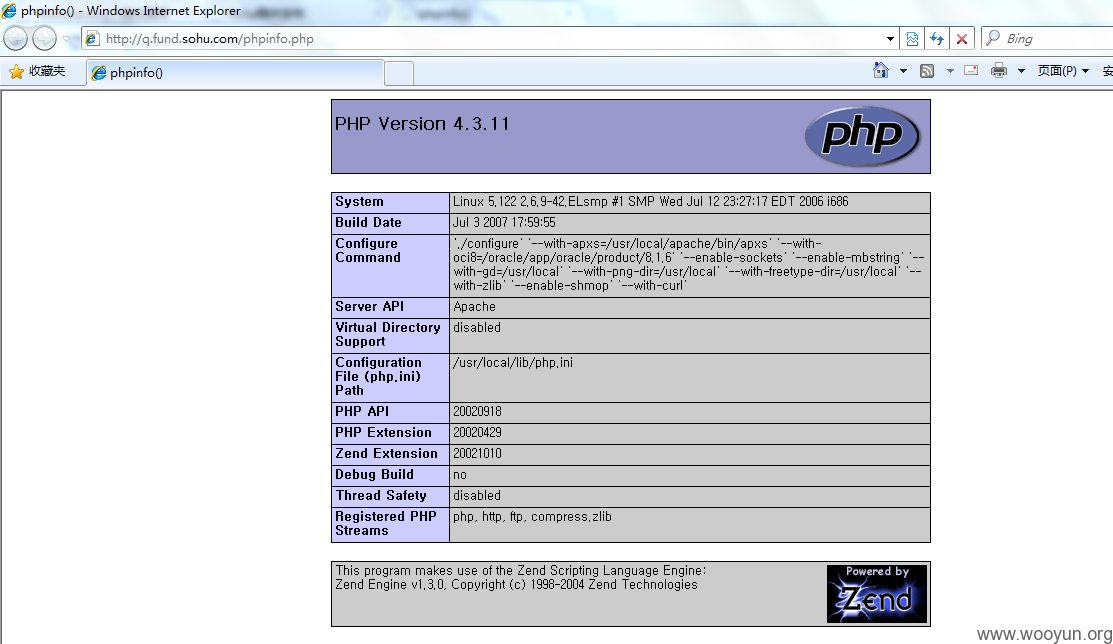 phpinfo() - Windows Internet Explorer
http://q.fund.sohu.com/phpinfo.php
Bing
收藏夹
phpinfo()
页面(P)
安
PHP Version 4.3.11
php
System Linux 5,122 2,6,9-42,ELsmp #1 SMP Wed Jul 12 23:27:17 EDT 2006 i686
Build Date Jul 3 2007 17:59:55
Configure Command
'./configure' '--with-apxs=/usr/local/apache/bin/apxs' '--with-
oci8=/oracle/app/oracle/product/8,1,6' '--enable-sockets' '--enable-mbstring' '--
with-gd=/usr/local' '--with-png-dir=/usr/local' '--with-freetype-dir=/usr/local' '--
with-zlib' '--enable-shmop' '--with-curl'
Server API Apache
Virtual Directory
Support
disabled
Configuration
File (php,ini)
Path
/usr/local/lib/php,ini
PHP API 20020918
PHP Extension 20020429
Zend Extension 20021010
Debug Build no
Thread Safety disabled
Registered PHP
Streams
php, http, ftp, compress,zlib
This program makes use of the Zend Scripting Language Engine:
Zend Engine v1,3,0, Copyright (c) 1998-2004 Zend Technologies
Powered by
Zend
www.wooyun.org